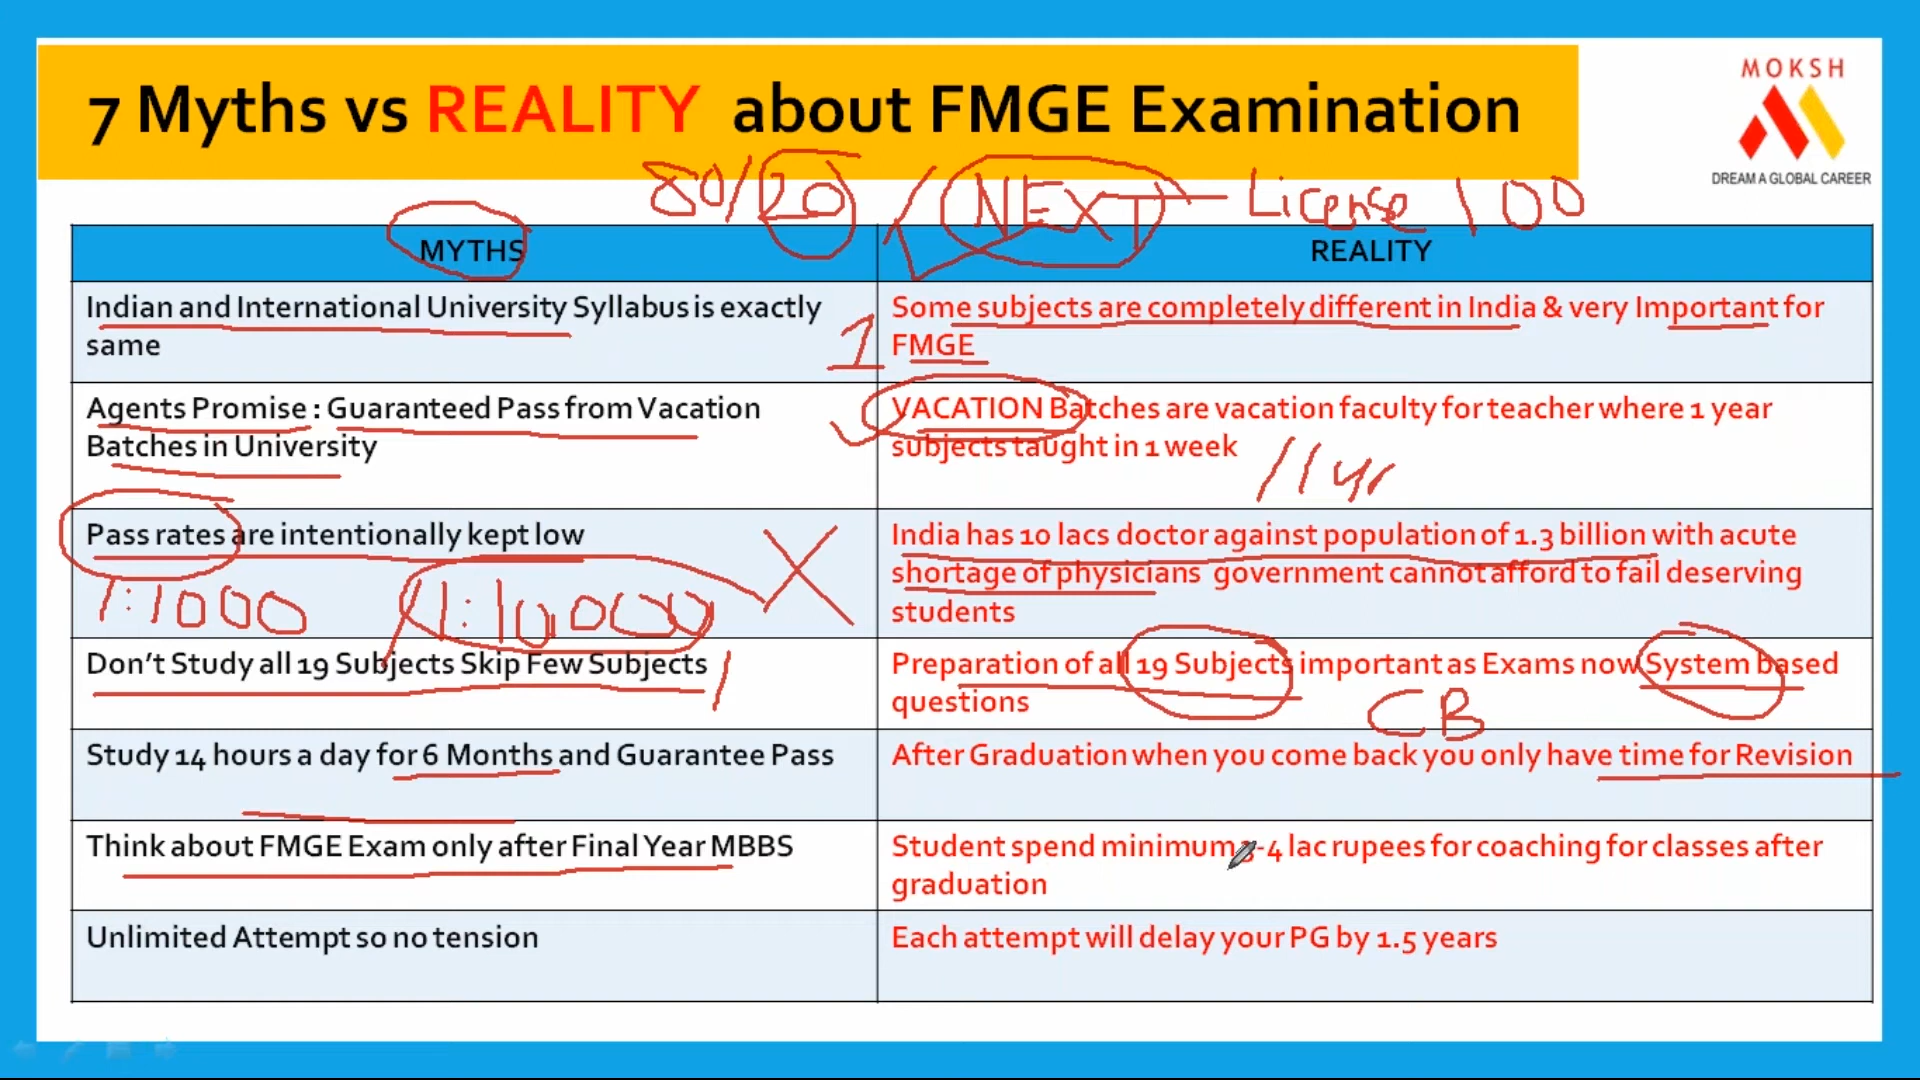 7 Myths vs REALITY about FMGE Examination
MOKSH
DREAM A GLOBAL CAREER
80/20 NEXT License 100
MYTHS
REALITY
Indian and International University Syllabus is exactly
same
1
Some subjects are completely different in India & very Important for
FMGE
Agents Promise : Guaranteed Pass from Vacation
Batches in University
VACATION Batches are vacation faculty for teacher where 1 year
subjects taught in 1 week
Pass rates are intentionally kept low
1:1000 1:10,000
India has 10 lacs doctor against population of 1.3 billion with acute
shortage of physicians government cannot afford to fail deserving
students
Don't Study all 19 Subjects Skip Few Subjects
Preparation of all 19 Subjects important as Exams now System based
questions
CB
Study 14 hours a day for 6 Months and Guarantee Pass
After Graduation when you come back you only have time for Revision
Think about FMGE Exam only after Final Year MBBS
Student spend minimum 3-4 lac rupees for coaching for classes after
graduation
Unlimited Attempt so no tension
Each attempt will delay your PG by 1.5 years